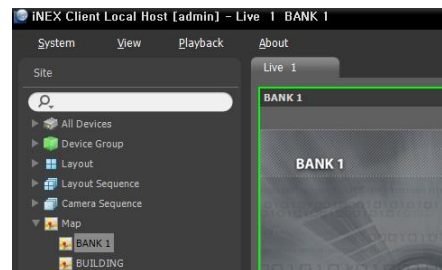 iNEX Client Local Host [admin] - Live 1 BANK 1
System View Playback About
Site
Live 1
BANK 1
All Devices
Device Group
BANK 1
Layout
Layout Sequence
Camera Sequence
Map
BANK 1
BUILDING